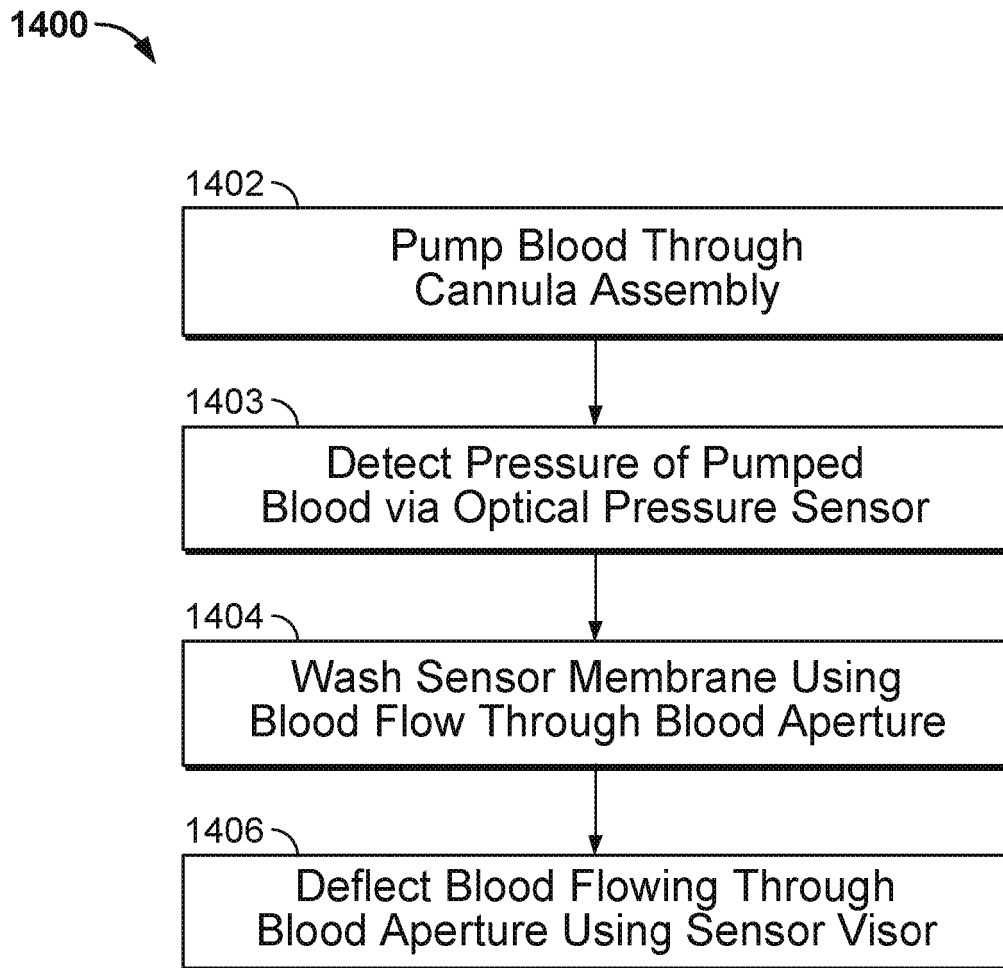 1400
1402
Pump Blood Through
Cannula Assembly
1403
Detect Pressure of Pumped
Blood via Optical Pressure Sensor
1404
Wash Sensor Membrane Using
Blood Flow Through Blood Aperture
1406
Deflect Blood Flowing Through
Blood Aperture Using Sensor Visor